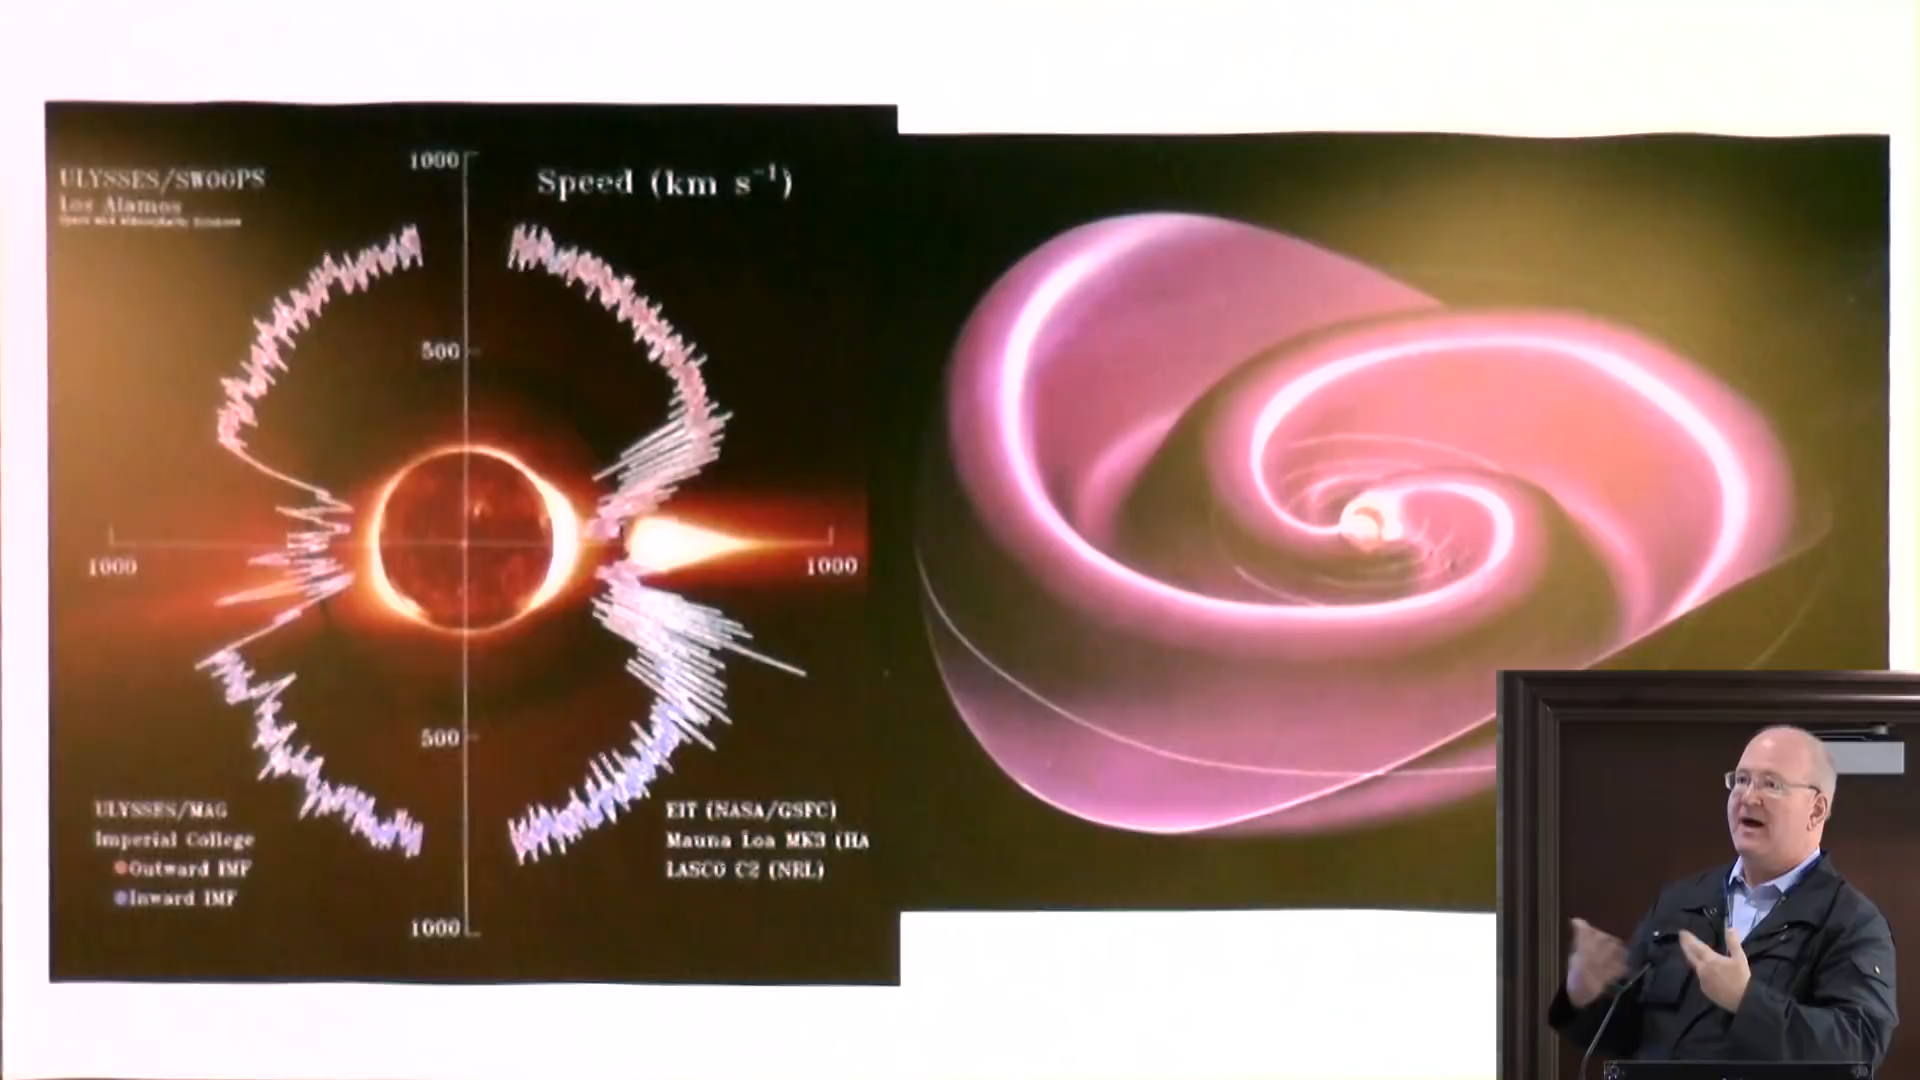 1000
Speed (km s⁻¹)
ULYSSES/SWOOPS
Los Alamos
500
1000
1000
500
ULYSSES/MAG
Imperial College
Outward IMF
Inward IMF
EIT (NASA/GSFC)
Mauna Loa MK3 (HA
LASCO C2 (NRL)
1000